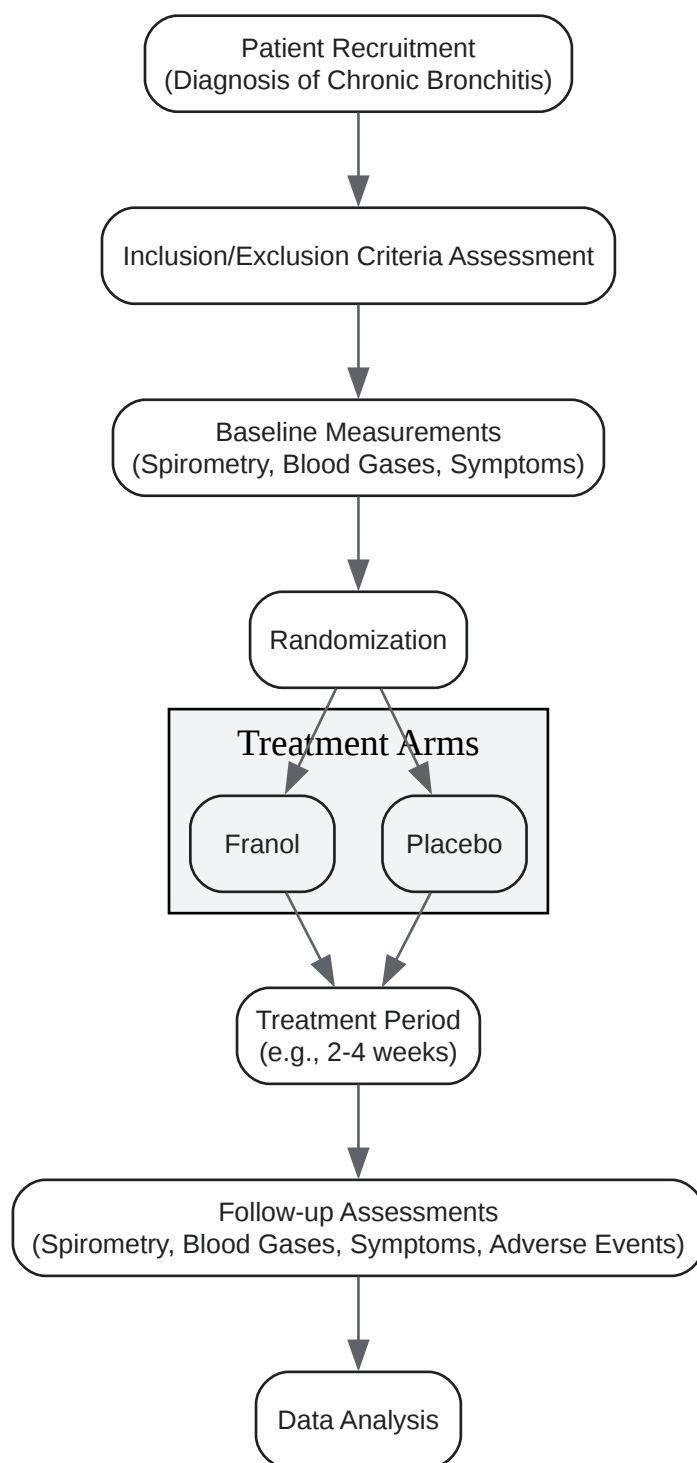 Patient Recruitment
(Diagnosis of Chronic Bronchitis)
Inclusion/Exclusion Criteria Assessment
Baseline Measurements
(Spirometry, Blood Gases, Symptoms)
Randomization
Treatment Arms
Franol
Placebo
Treatment Period
(e.g., 2-4 weeks)
Follow-up Assessments
(Spirometry, Blood Gases, Symptoms, Adverse Events)
Data Analysis